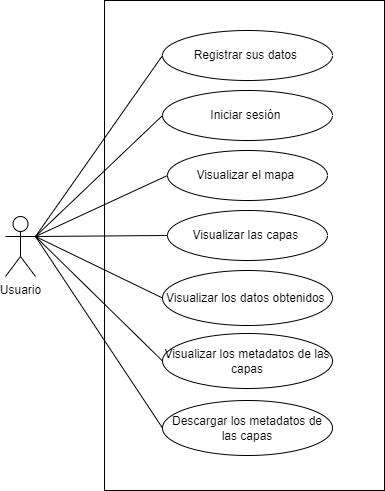 Registrar sus datos
Iniciar sesión
Visualizar el mapa
Visualizar las capas
Usuario
Visualizar los datos obtenidos
Visualizar los metadatos de las
capas
Descargar los metadatos de
las capas